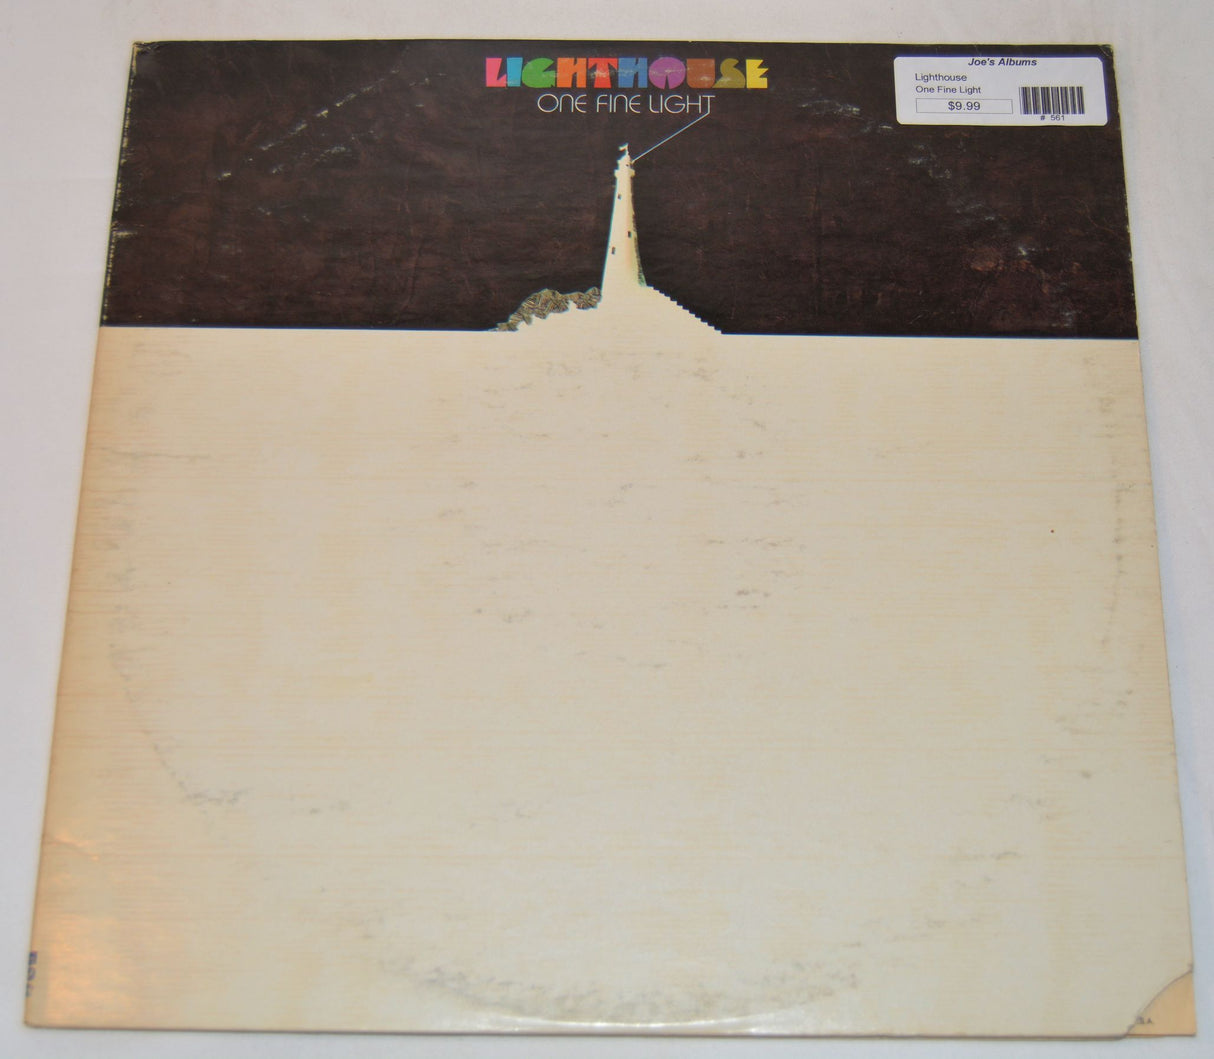 LIGHTHOUSE
ONE FINE LIGHT
Joe's Albums
Lighthouse
One Fine Light
$9.99
# 561